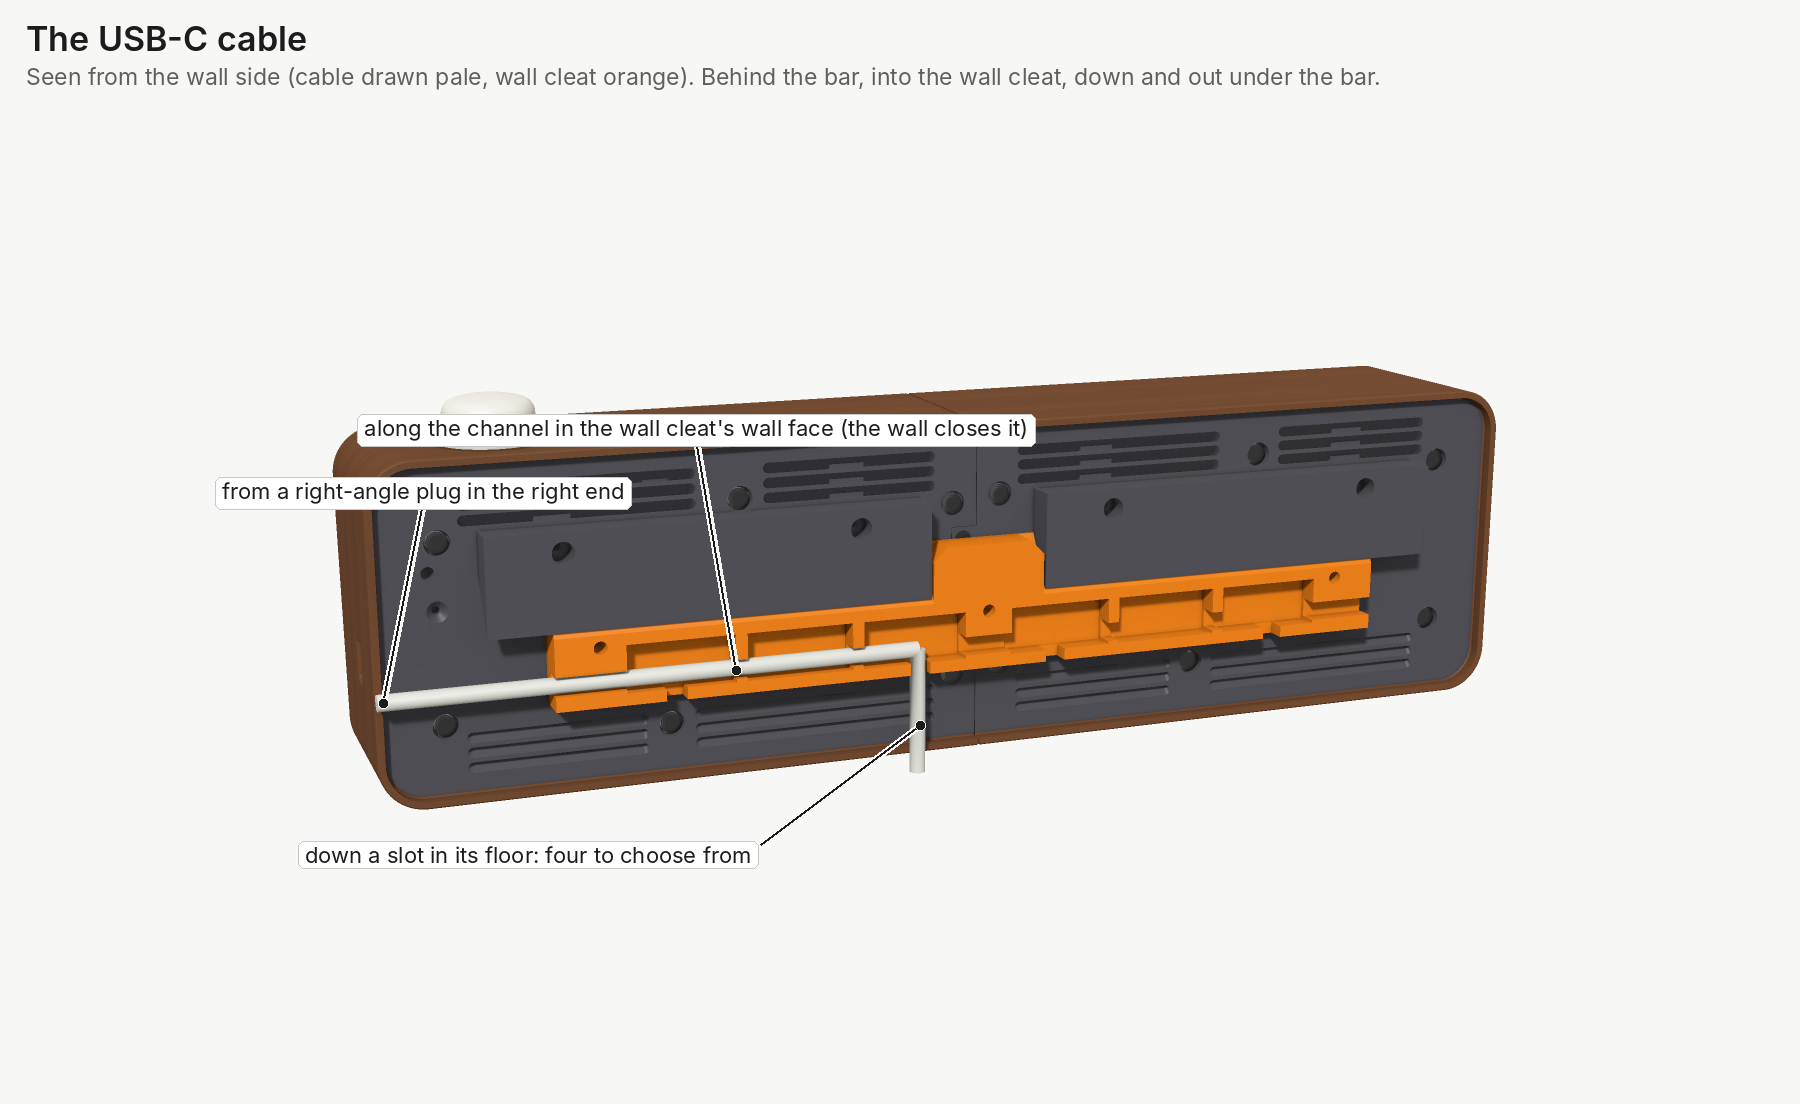 The USB-C cable
Seen from the wall side (cable drawn pale, wall cleat orange). Behind the bar, into the wall cleat, down and out under the bar.
along the channel in the wall cleat's wall face (the wall closes it)
from a right-angle plug in the right end
down a slot in its floor: four to choose from